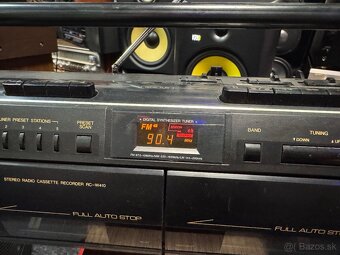 DIGITAL SYNTHESIZER TUNER
TUNER PRESET STATIONS
PRESET SCAN
FM
90.4
MHz
BAND
TUNING
DOWN
STEREO RADIO CASSETTE RECORDER RC-W410
FULL AUTO STOP
FULL AUTO STOP
bazos.sk